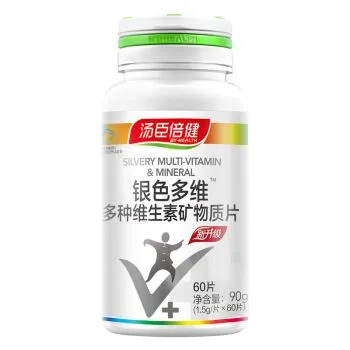 汤臣倍健
BY-HEALTH
SILVERY MULTI-VITAMIN
& MINERAL
银色多维™
多种维生素矿物质片
新升级
60片
净含量: 90g
(1.5g/片×60片)